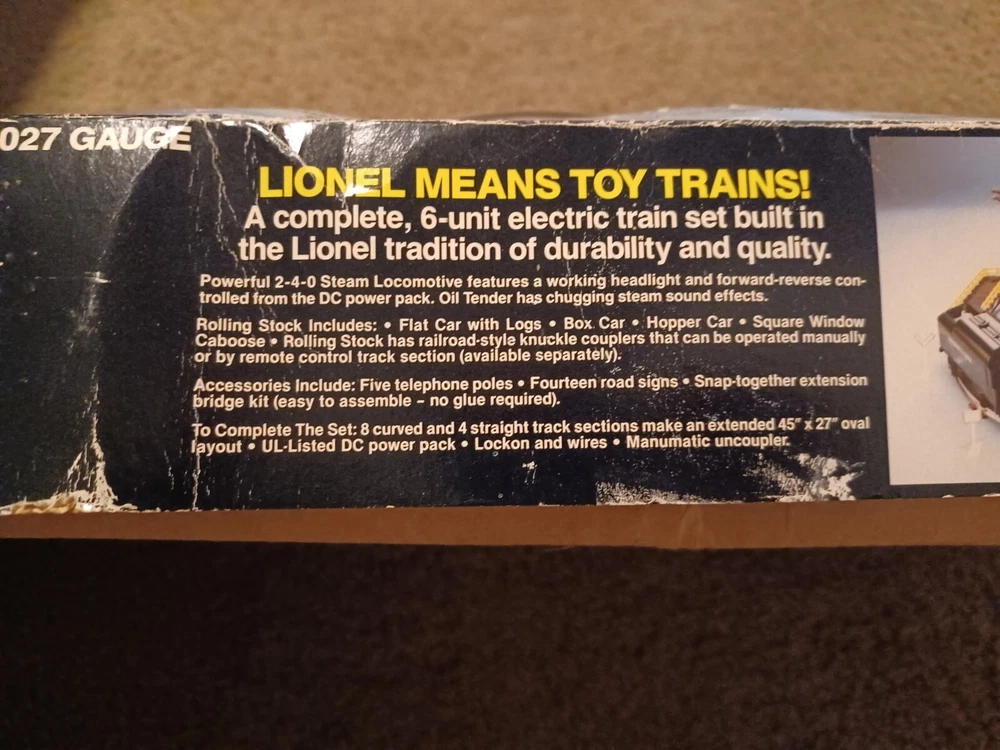 027 GAUGE
LIONEL MEANS TOY TRAINS!
A complete, 6-unit electric train set built in
the Lionel tradition of durability and quality.
Powerful 2-4-0 Steam Locomotive features a working headlight and forward-reverse con-
trolled from the DC power pack. Oil Tender has chugging steam sound effects.
Rolling Stock Includes: • Flat Car with Logs • Box Car • Hopper Car • Square Window
Caboose • Rolling Stock has railroad-style knuckle couplers that can be operated manually
or by remote control track section (available separately).
Accessories Include: Five telephone poles • Fourteen road signs • Snap-together extension
bridge kit (easy to assemble – no glue required).
To Complete The Set: 8 curved and 4 straight track sections make an extended 45" x 27" oval
layout • UL-Listed DC power pack • Lockon and wires • Manumatic uncoupler.